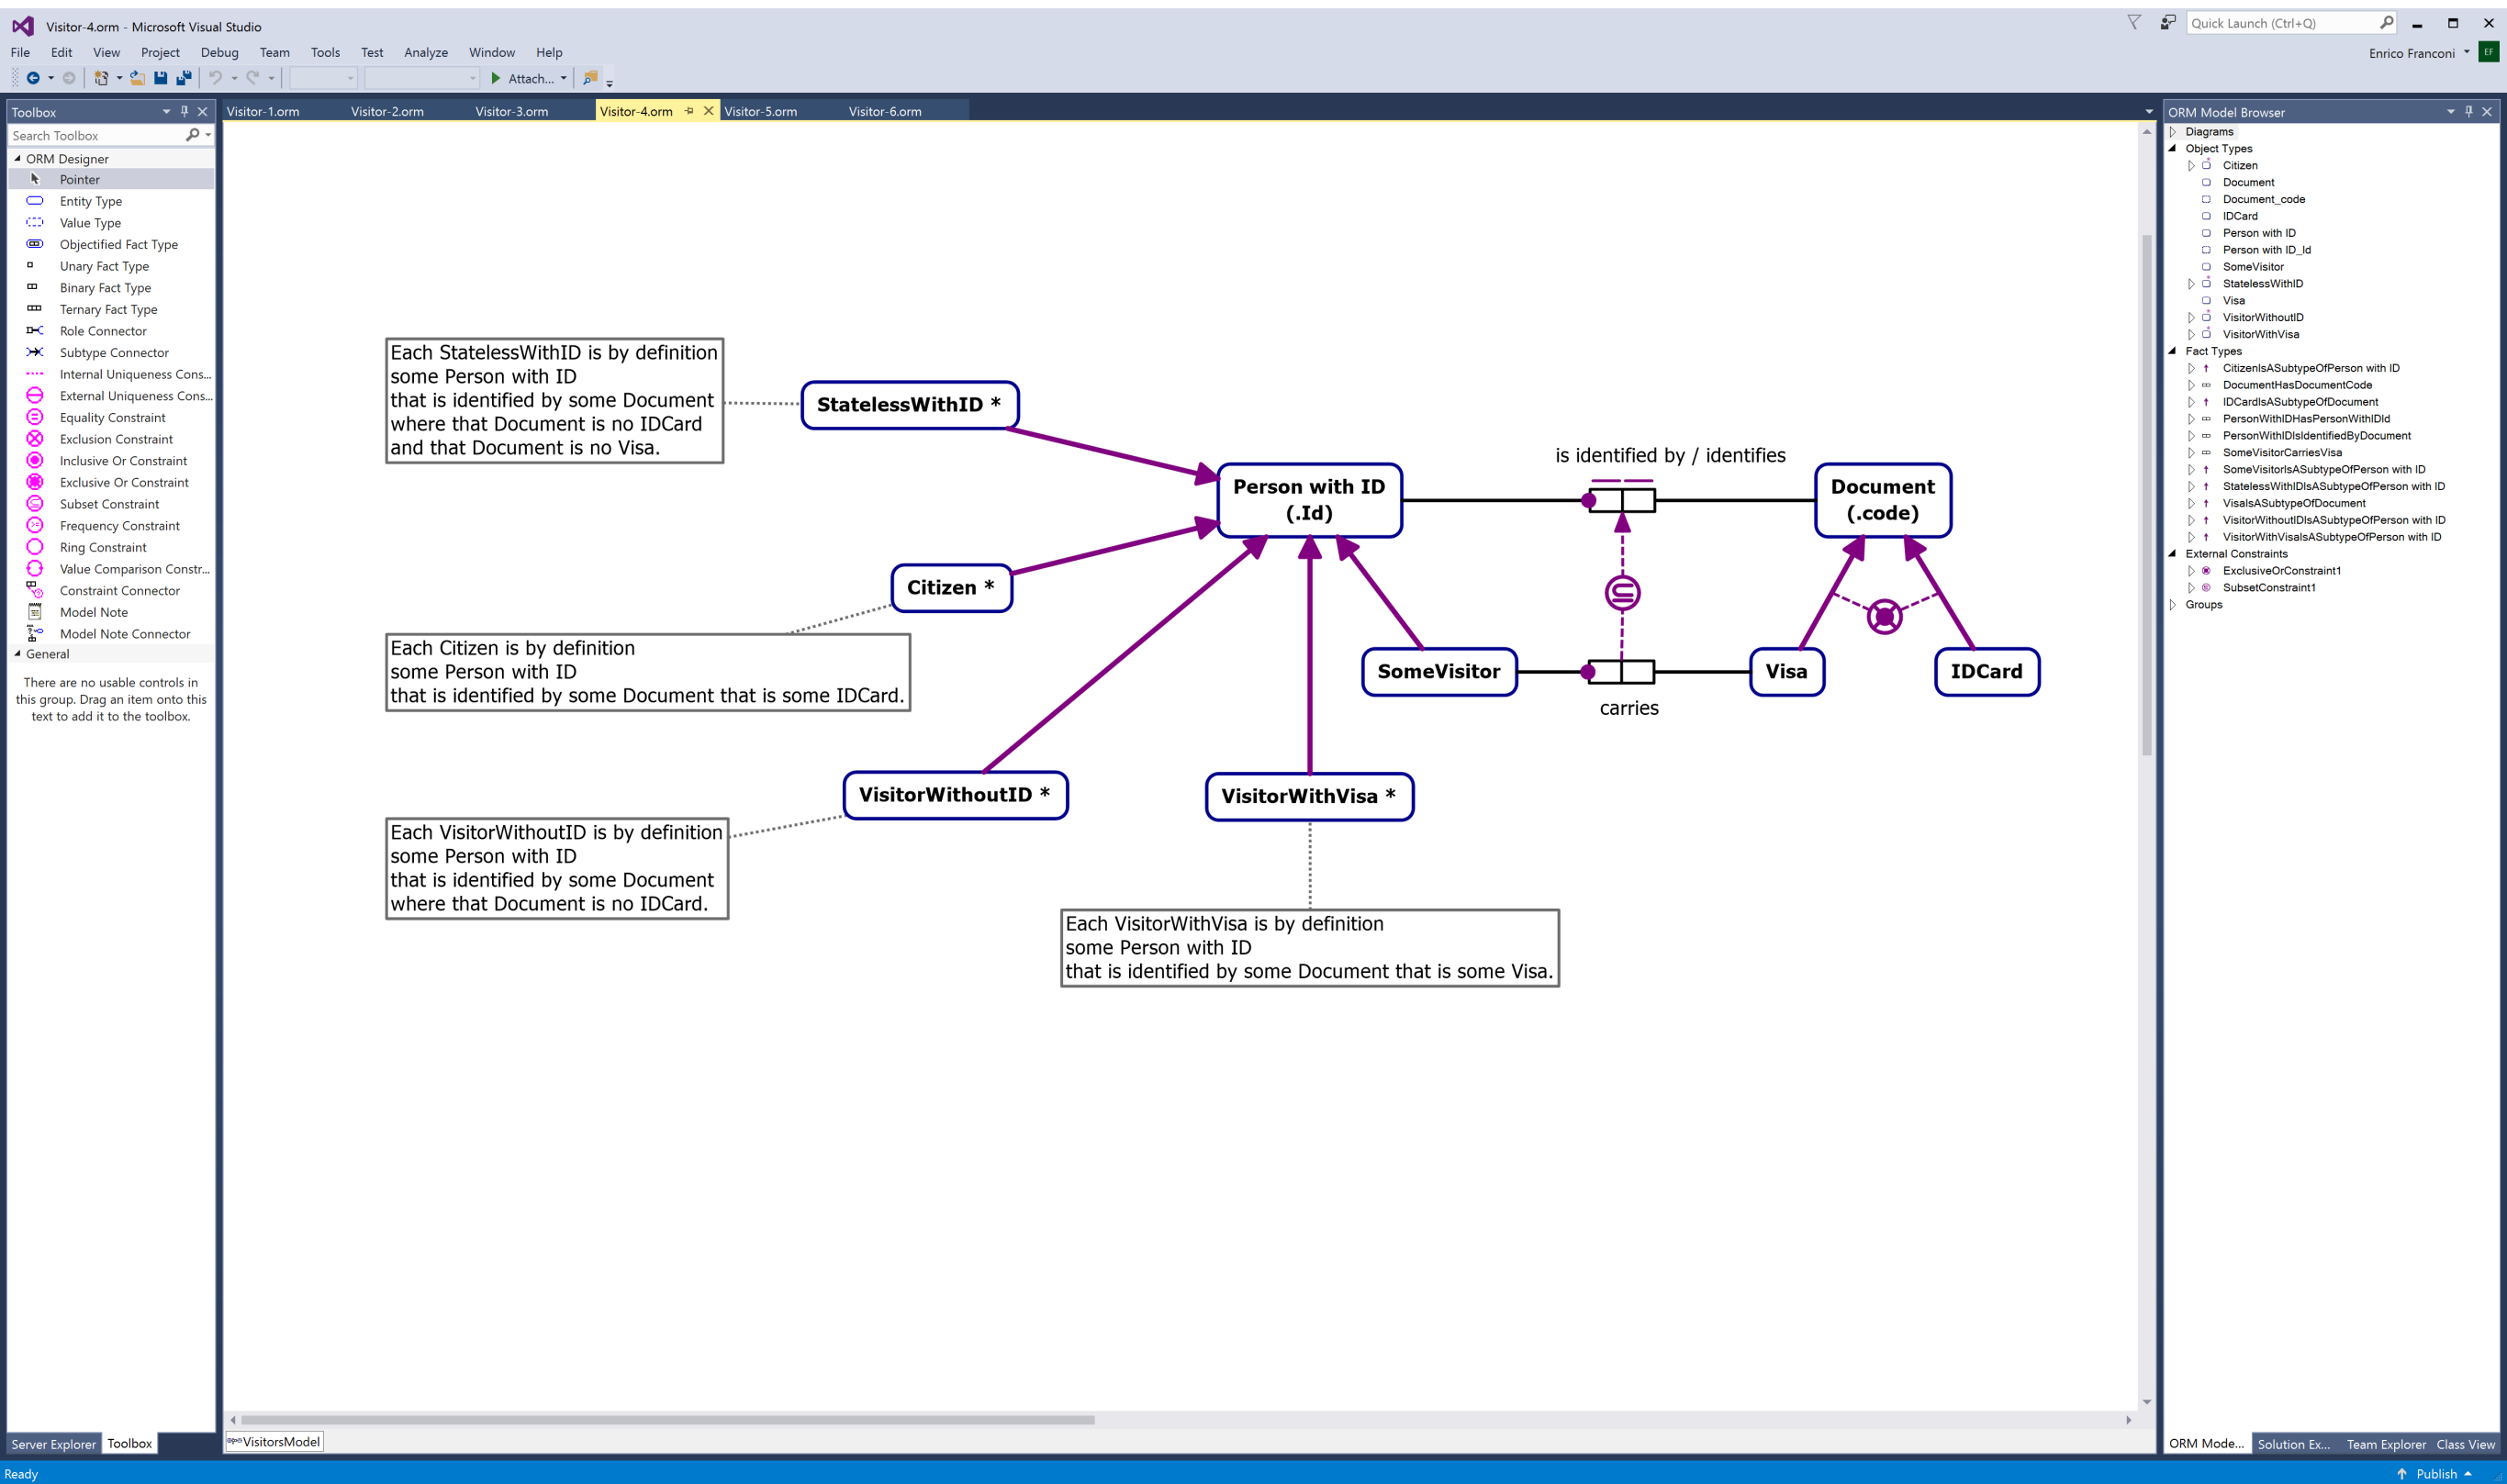 Visitor-4.orm - Microsoft Visual Studio
Quick Launch (Ctrl+Q)
File Edit View Project Debug Team Tools Test Analyze Window Help
Enrico Franconi
EF
Attach...
Toolbox
Search Toolbox
ORM Designer
Pointer
Entity Type
Value Type
Objectified Fact Type
Unary Fact Type
Binary Fact Type
Ternary Fact Type
Role Connector
Subtype Connector
Internal Uniqueness Cons...
External Uniqueness Cons...
Equality Constraint
Exclusion Constraint
Inclusive Or Constraint
Exclusive Or Constraint
Subset Constraint
Frequency Constraint
Ring Constraint
Value Comparison Constr...
Constraint Connector
Model Note
Model Note Connector
General
There are no usable controls in
this group. Drag an item onto this
text to add it to the toolbox.
Server Explorer Toolbox
Visitor-1.orm Visitor-2.orm Visitor-3.orm Visitor-4.orm Visitor-5.orm Visitor-6.orm
Each StatelessWithID is by definition
some Person with ID
that is identified by some Document
where that Document is no IDCard
and that Document is no Visa.
StatelessWithID *
is identified by / identifies
Person with ID
(.Id)
Document
(.code)
Citizen *
Each Citizen is by definition
some Person with ID
that is identified by some Document that is some IDCard.
SomeVisitor
Visa
IDCard
carries
VisitorWithoutID *
VisitorWithVisa *
Each VisitorWithoutID is by definition
some Person with ID
that is identified by some Document
where that Document is no IDCard.
Each VisitorWithVisa is by definition
some Person with ID
that is identified by some Document that is some Visa.
VisitorsModel
ORM Model Browser
Diagrams
Object Types
Citizen
Document
Document_code
IDCard
Person with ID
Person with ID_Id
SomeVisitor
StatelessWithID
Visa
VisitorWithoutID
VisitorWithVisa
Fact Types
CitizenIsASubtypeOfPerson with ID
DocumentHasDocumentCode
IDCardIsASubtypeOfDocument
PersonWithIDHasPersonWithIDId
PersonWithIDIsIdentifiedByDocument
SomeVisitorCarriesVisa
SomeVisitorIsASubtypeOfPerson with ID
StatelessWithIDIsASubtypeOfPerson with ID
VisaIsASubtypeOfDocument
VisitorWithoutIDIsASubtypeOfPerson with ID
VisitorWithVisaIsASubtypeOfPerson with ID
External Constraints
ExclusiveOrConstraint1
SubsetConstraint1
Groups
ORM Mode... Solution Ex... Team Explorer Class View
Ready
Publish